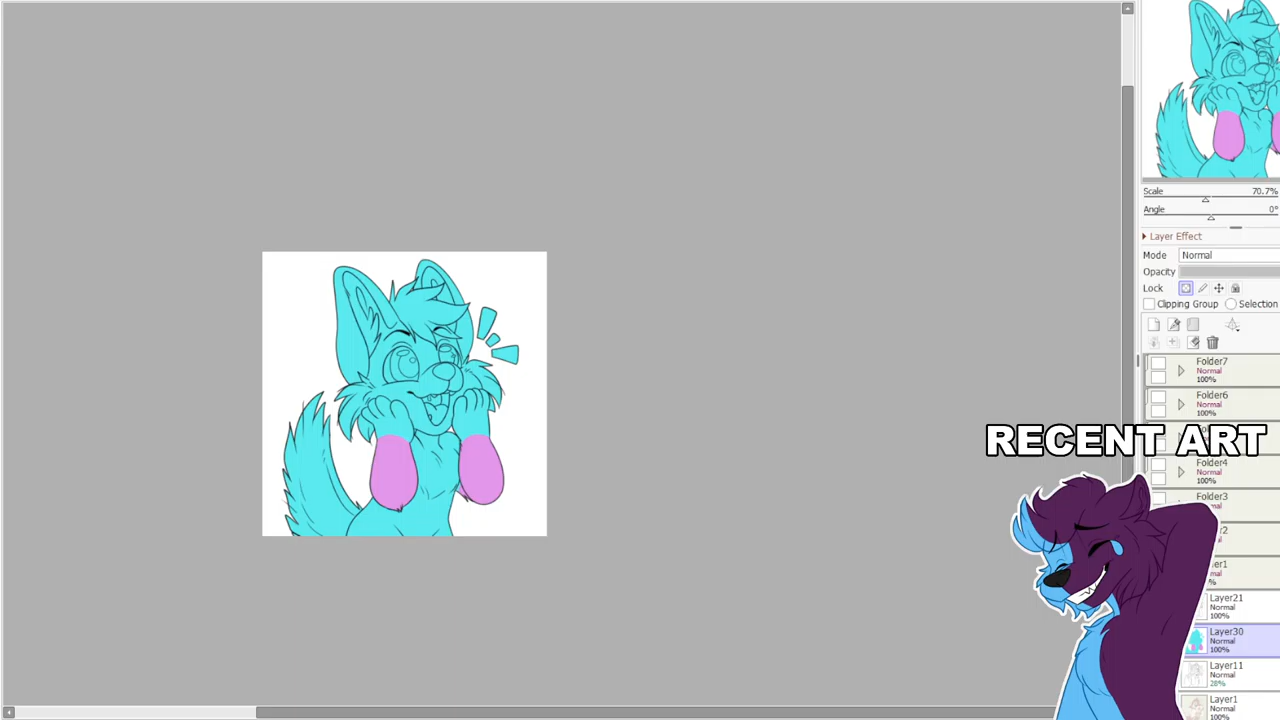 Scale 70.7%
Angle 0°
Layer Effect
Mode Normal
Opacity
Lock
Clipping Group Selection
Folder7
Normal
100%
Folder6
Normal
100%
RECENT ART
Folder4
Normal
100%
Folder3
Layer21
Normal
100%
Layer30
Normal
100%
Layer11
Normal
28%
Layer1
Normal